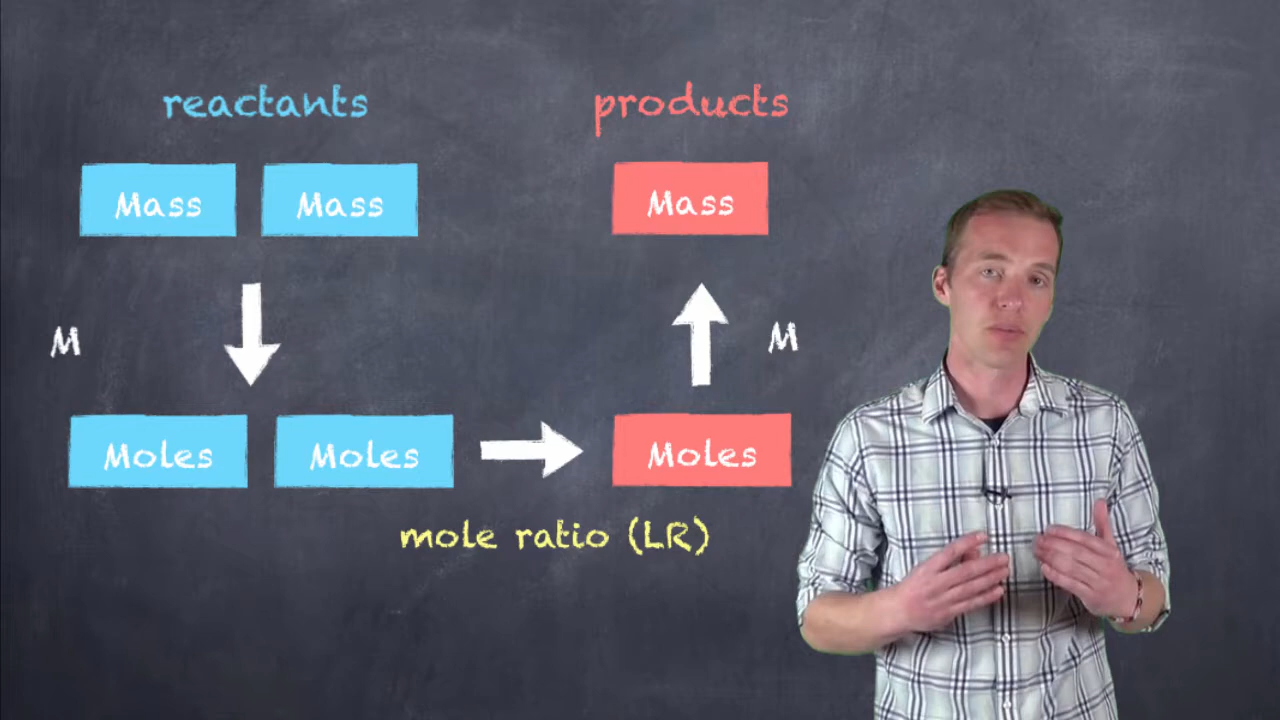 reactants products
Mass Mass Mass
M M
Moles Moles Moles
mole ratio (LR)